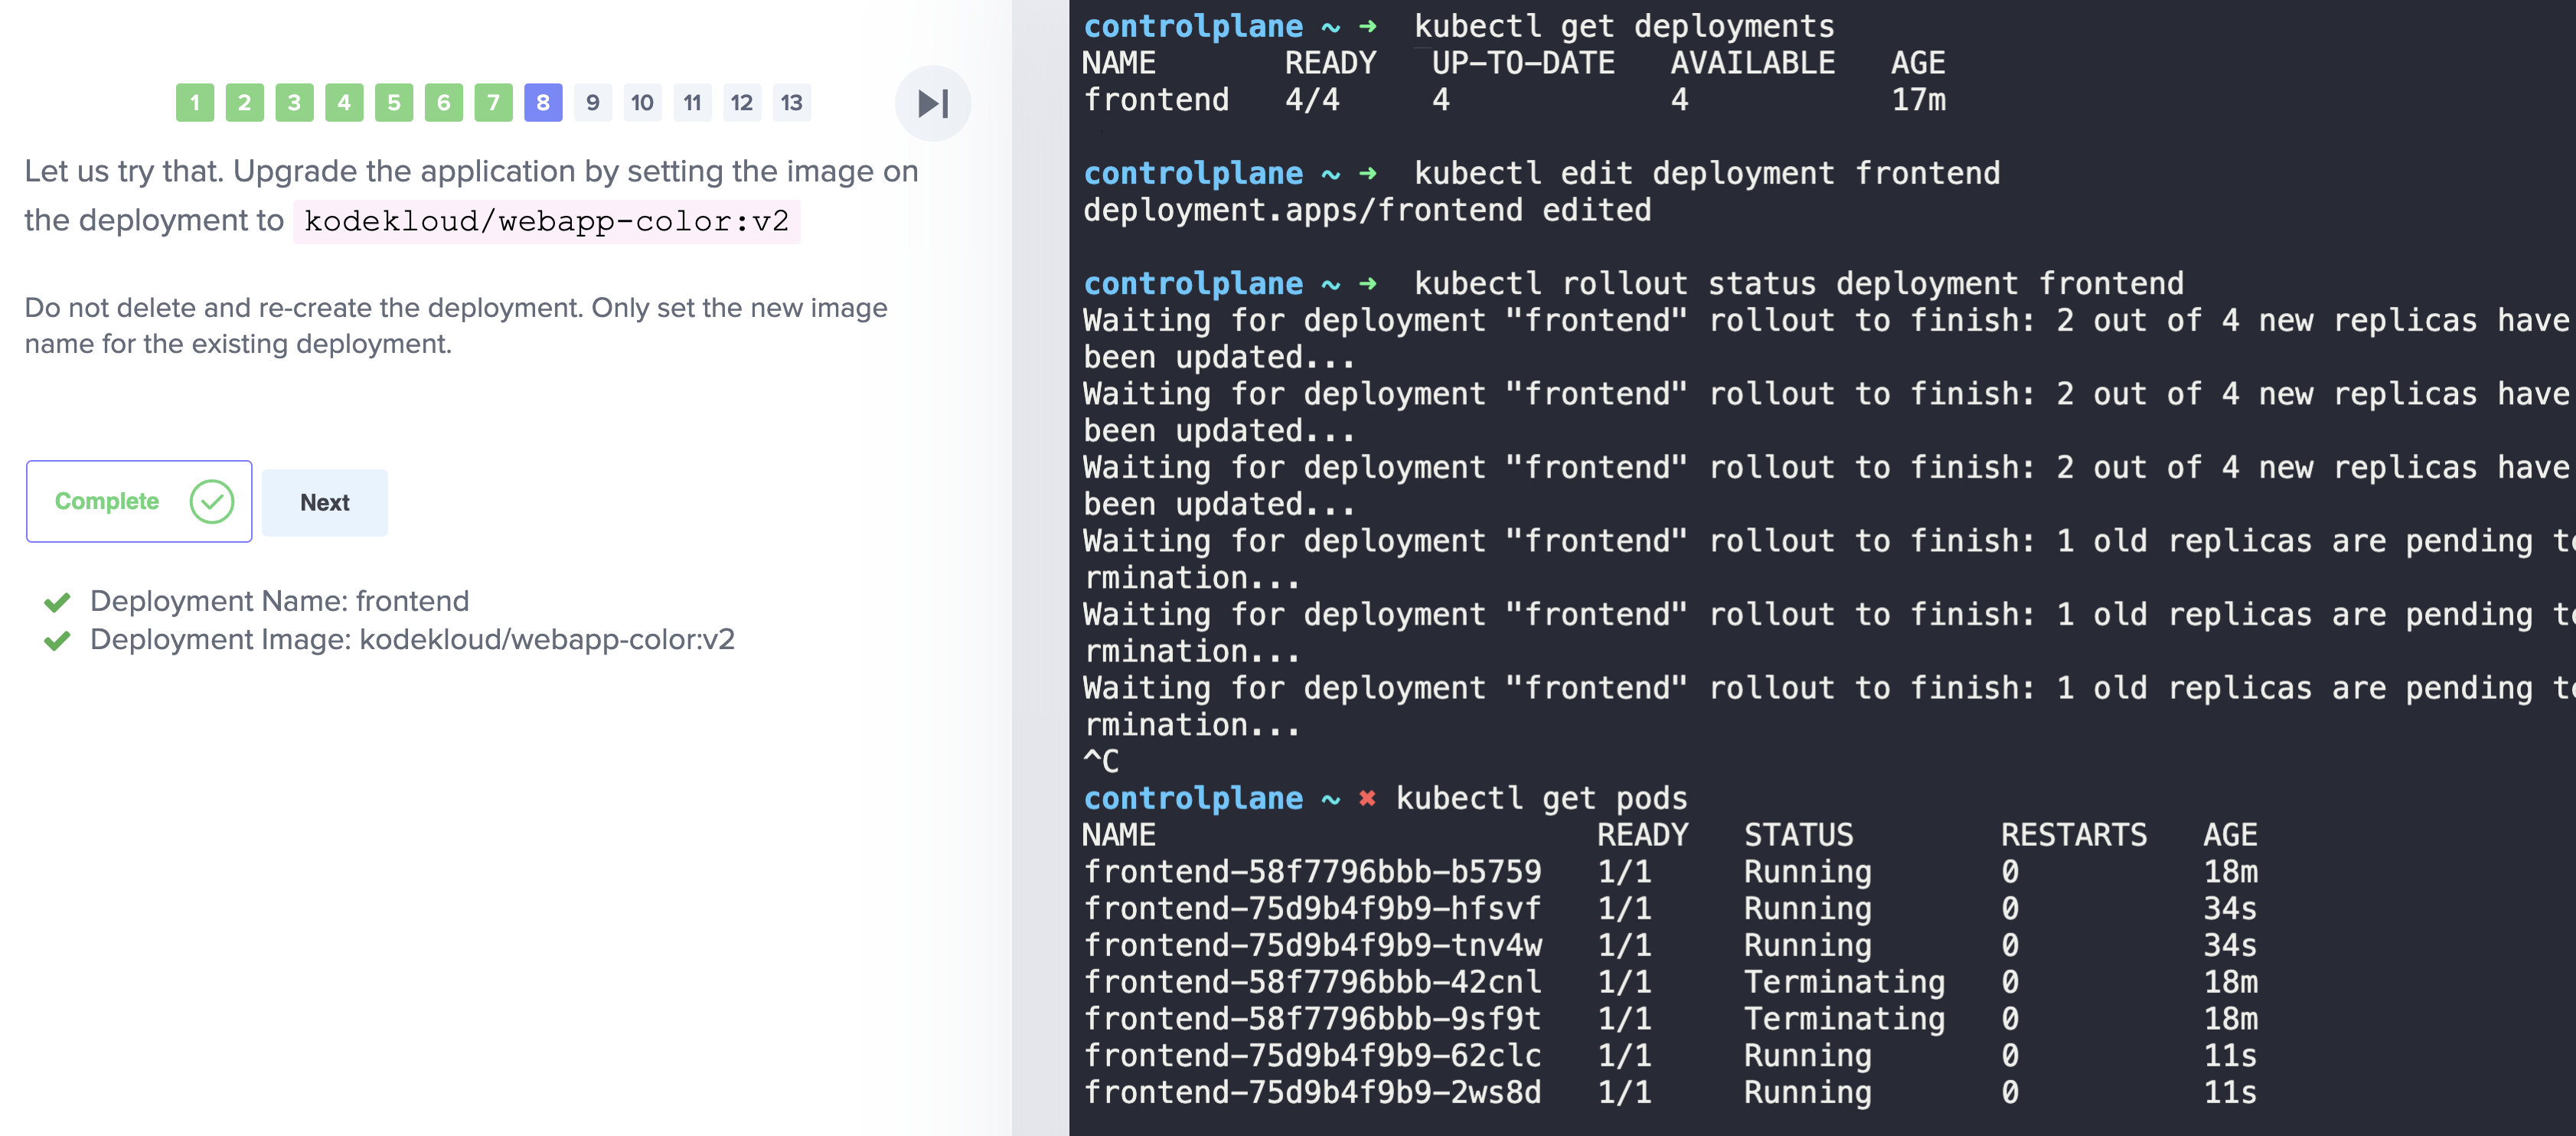 1 2 3 4 5 6 7 8 9 10 11 12 13
Let us try that. Upgrade the application by setting the image on
the deployment to kodekloud/webapp-color:v2
Do not delete and re-create the deployment. Only set the new image
name for the existing deployment.
Complete Next
Deployment Name: frontend
Deployment Image: kodekloud/webapp-color:v2
controlplane ~ ➜ kubectl get deployments
NAME READY UP-TO-DATE AVAILABLE AGE
frontend 4/4 4 4 17m
controlplane ~ ➜ kubectl edit deployment frontend
deployment.apps/frontend edited
controlplane ~ ➜ kubectl rollout status deployment frontend
Waiting for deployment "frontend" rollout to finish: 2 out of 4 new replicas have
been updated...
Waiting for deployment "frontend" rollout to finish: 2 out of 4 new replicas have
been updated...
Waiting for deployment "frontend" rollout to finish: 2 out of 4 new replicas have
been updated...
Waiting for deployment "frontend" rollout to finish: 1 old replicas are pending te
rmination...
Waiting for deployment "frontend" rollout to finish: 1 old replicas are pending te
rmination...
Waiting for deployment "frontend" rollout to finish: 1 old replicas are pending te
rmination...
^C
controlplane ~ ✖ kubectl get pods
NAME READY STATUS RESTARTS AGE
frontend-58f7796bbb-b5759 1/1 Running 0 18m
frontend-75d9b4f9b9-hfsvf 1/1 Running 0 34s
frontend-75d9b4f9b9-tnv4w 1/1 Running 0 34s
frontend-58f7796bbb-42cnl 1/1 Terminating 0 18m
frontend-58f7796bbb-9sf9t 1/1 Terminating 0 18m
frontend-75d9b4f9b9-62clc 1/1 Running 0 11s
frontend-75d9b4f9b9-2ws8d 1/1 Running 0 11s